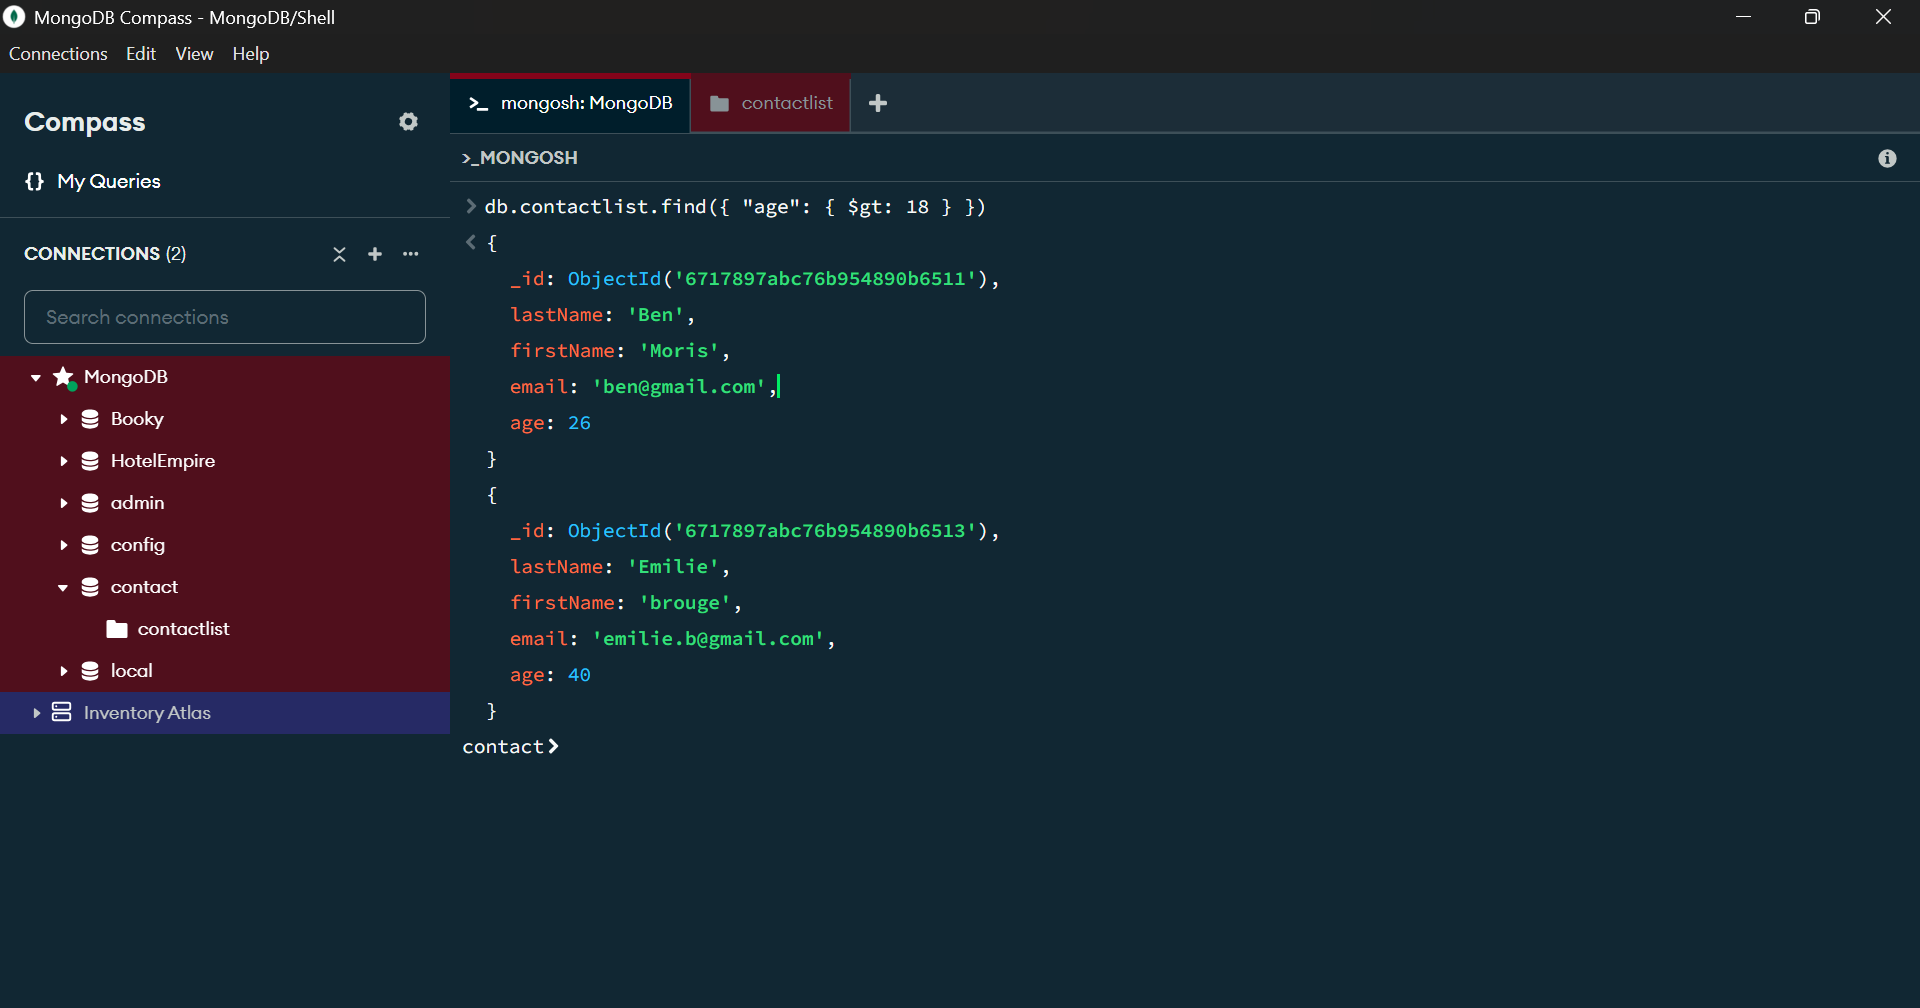 MongoDB Compass - MongoDB/Shell
Connections Edit View Help
Compass
{} My Queries
CONNECTIONS (2)
Search connections
MongoDB
Booky
HotelEmpire
admin
config
contact
contactlist
local
Inventory Atlas
>_ mongosh: MongoDB
contactlist
>_MONGOSH
> db.contactlist.find({ "age": { $gt: 18 } })
< {
_id: ObjectId('6717897abc76b954890b6511'),
lastName: 'Ben',
firstName: 'Moris',
email: 'ben@gmail.com',
age: 26
}
{
_id: ObjectId('6717897abc76b954890b6513'),
lastName: 'Emilie',
firstName: 'brouge',
email: 'emilie.b@gmail.com',
age: 40
}
contact>